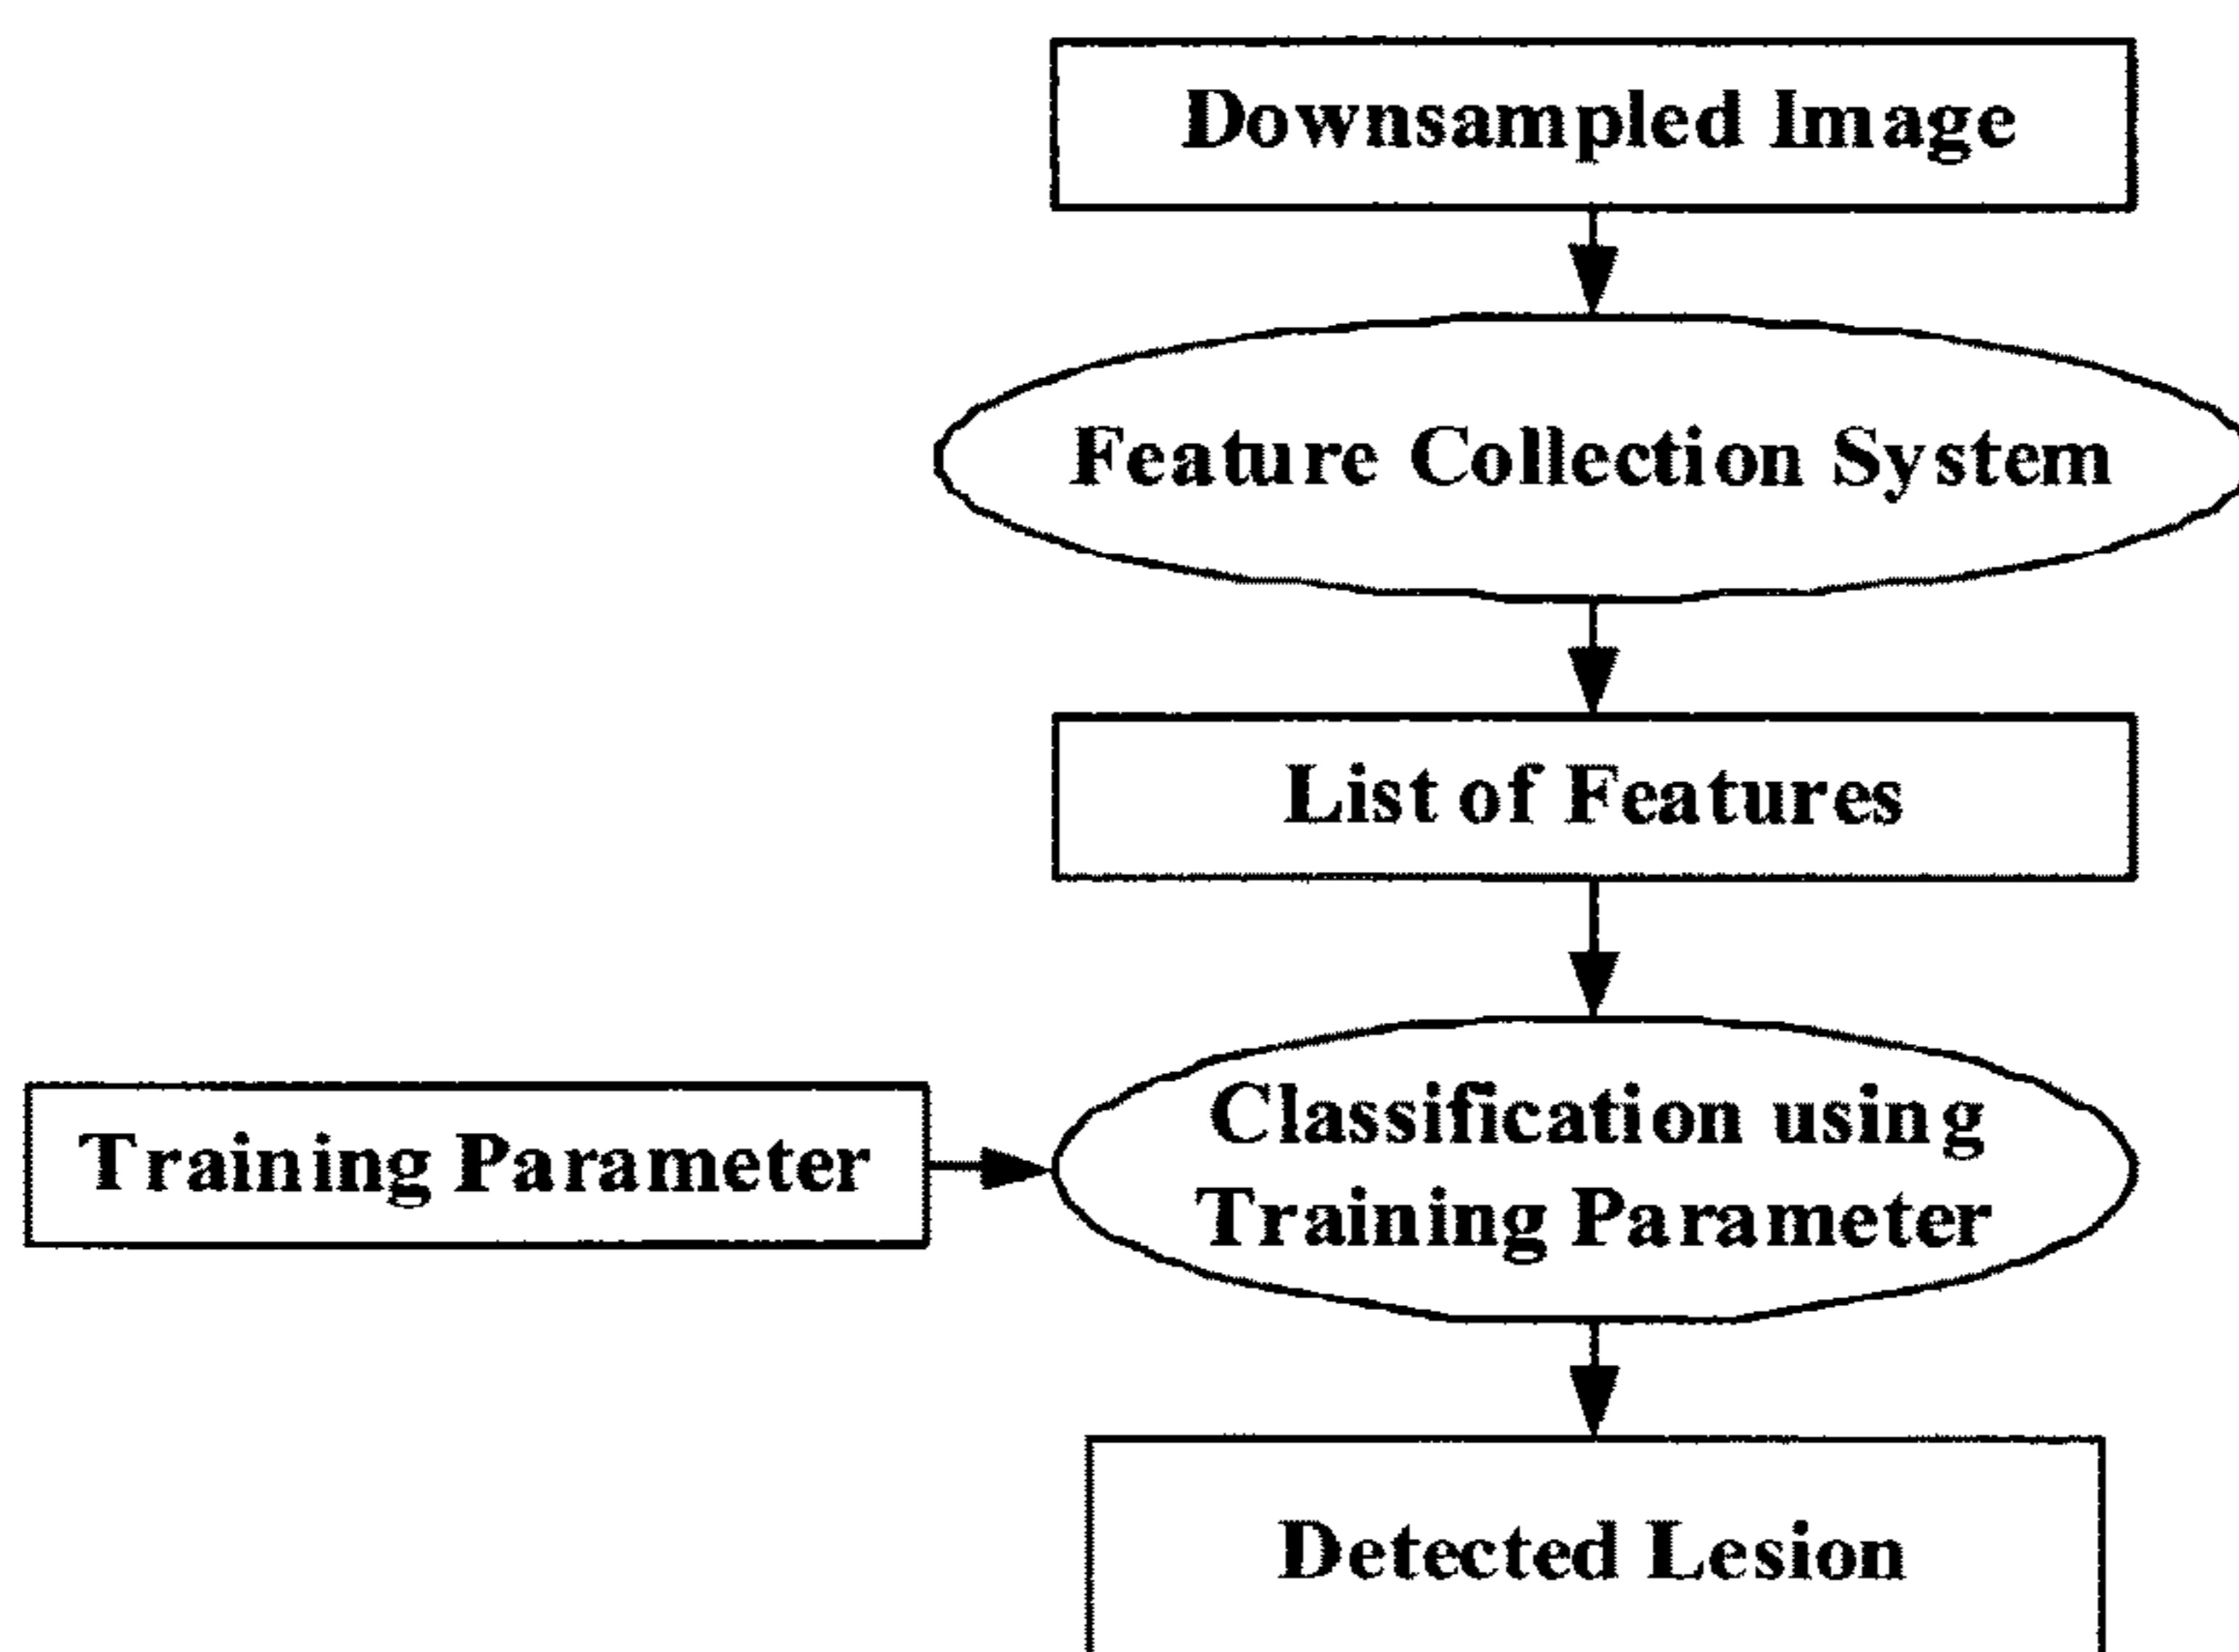 Downsampled Image
Feature Collection System
List of Features
Training Parameter
Classification using
Training Parameter
Detected Lesion